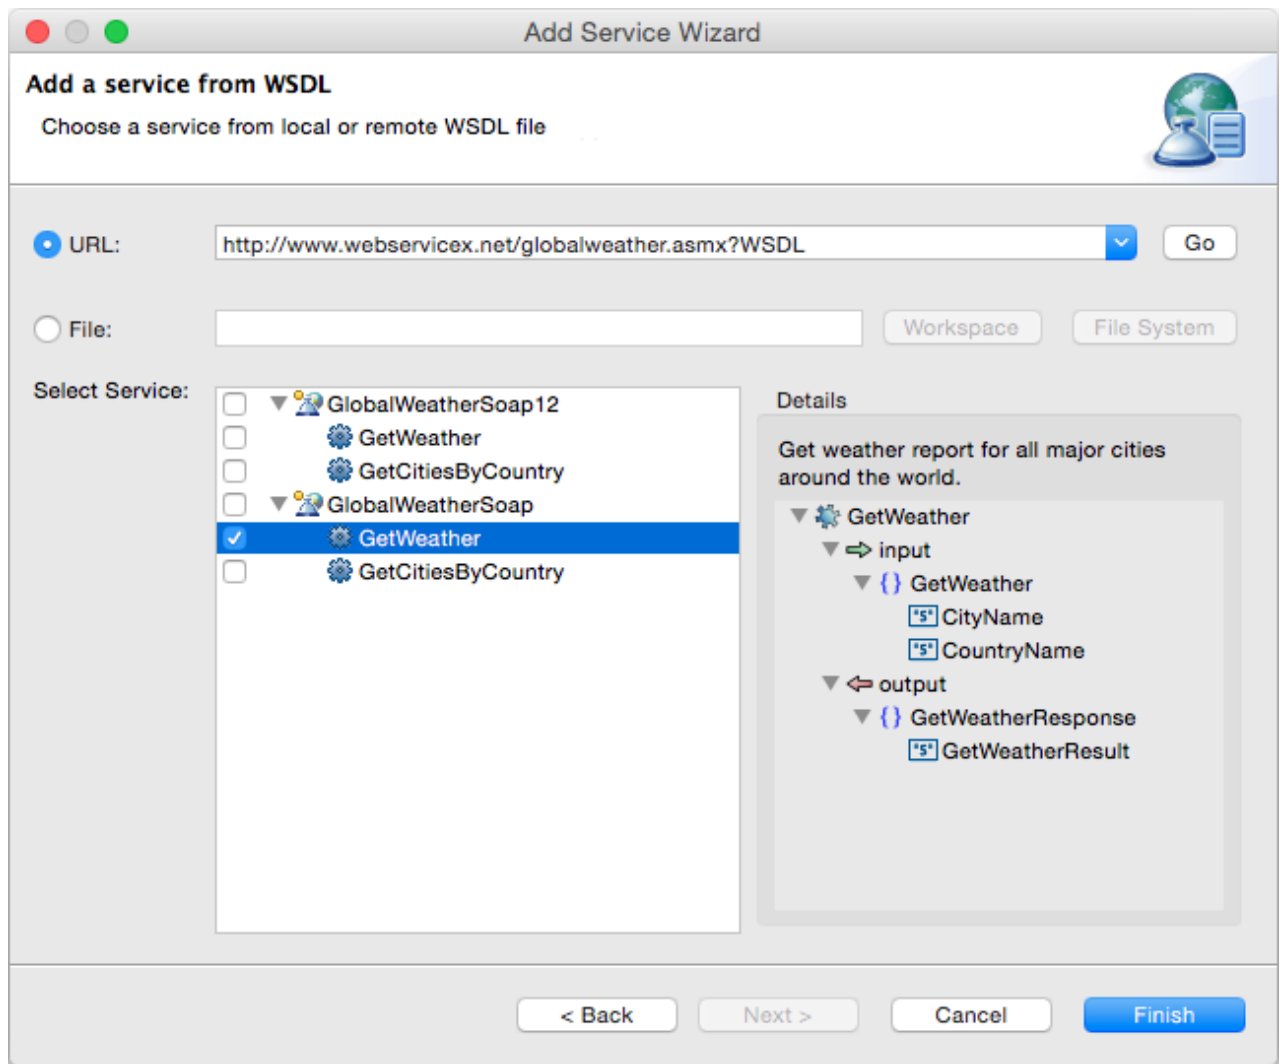 Add Service Wizard
Add a service from WSDL
Choose a service from local or remote WSDL file
URL: http://www.webservicex.net/globalweather.asmx?WSDL Go
File: Workspace File System
Select Service:
GlobalWeatherSoap12
GetWeather
GetCitiesByCountry
GlobalWeatherSoap
GetWeather
GetCitiesByCountry
Details
Get weather report for all major cities
around the world.
GetWeather
input
{} GetWeather
"S" CityName
"S" CountryName
output
{} GetWeatherResponse
"S" GetWeatherResult
< Back Next > Cancel Finish